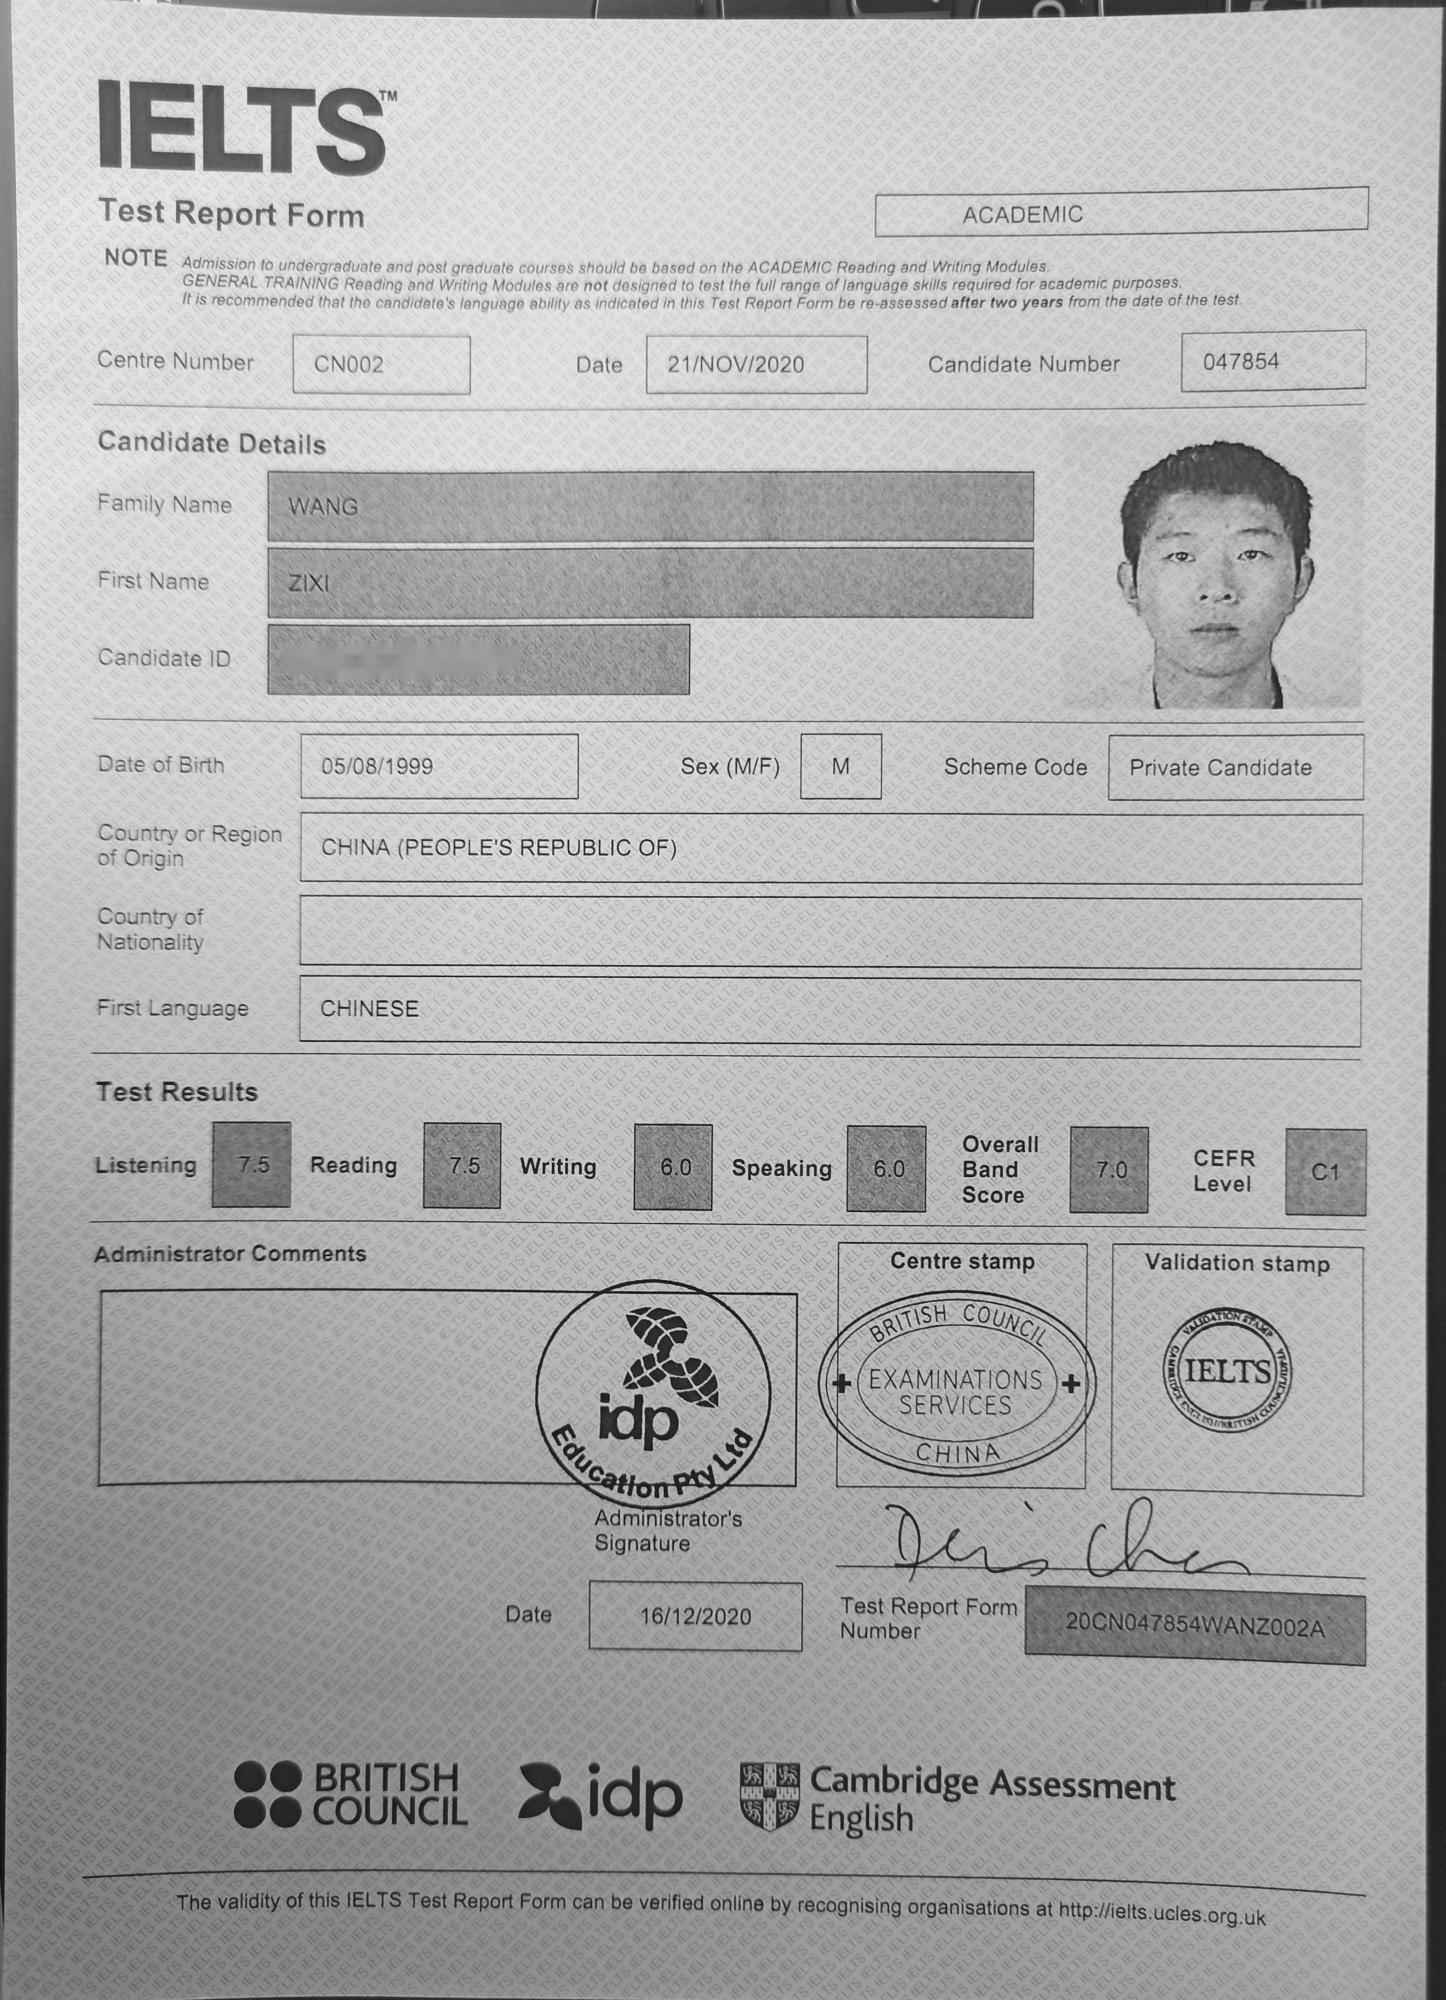 IELTS™
Test Report Form
ACADEMIC
NOTE Admission to undergraduate and post graduate courses should be based on the ACADEMIC Reading and Writing Modules.
GENERAL TRAINING Reading and Writing Modules are not designed to test the full range of language skills required for academic purposes.
It is recommended that the candidate's language ability as indicated in this Test Report Form be re-assessed after two years from the date of the test.
Centre Number CN002 Date 21/NOV/2020 Candidate Number 047854
Candidate Details
Family Name WANG
First Name ZIXI
Candidate ID
Date of Birth 05/08/1999 Sex (M/F) M Scheme Code Private Candidate
Country or Region
of Origin
CHINA (PEOPLE'S REPUBLIC OF)
Country of
Nationality
First Language CHINESE
Test Results
Listening 7.5 Reading 7.5 Writing 6.0 Speaking 6.0 Overall Band Score 7.0 CEFR Level C1
Administrator Comments
idp
Education Pty Ltd
Centre stamp
BRITISH COUNCIL
EXAMINATIONS
SERVICES
CHINA
Validation stamp
VALIDATION STAMP
IELTS
Administrator's
Signature
Date 16/12/2020
Test Report Form
Number
20CN047854WANZ002A
BRITISH
COUNCIL
idp
Cambridge Assessment
English
The validity of this IELTS Test Report Form can be verified online by recognising organisations at http://ielts.ucles.org.uk